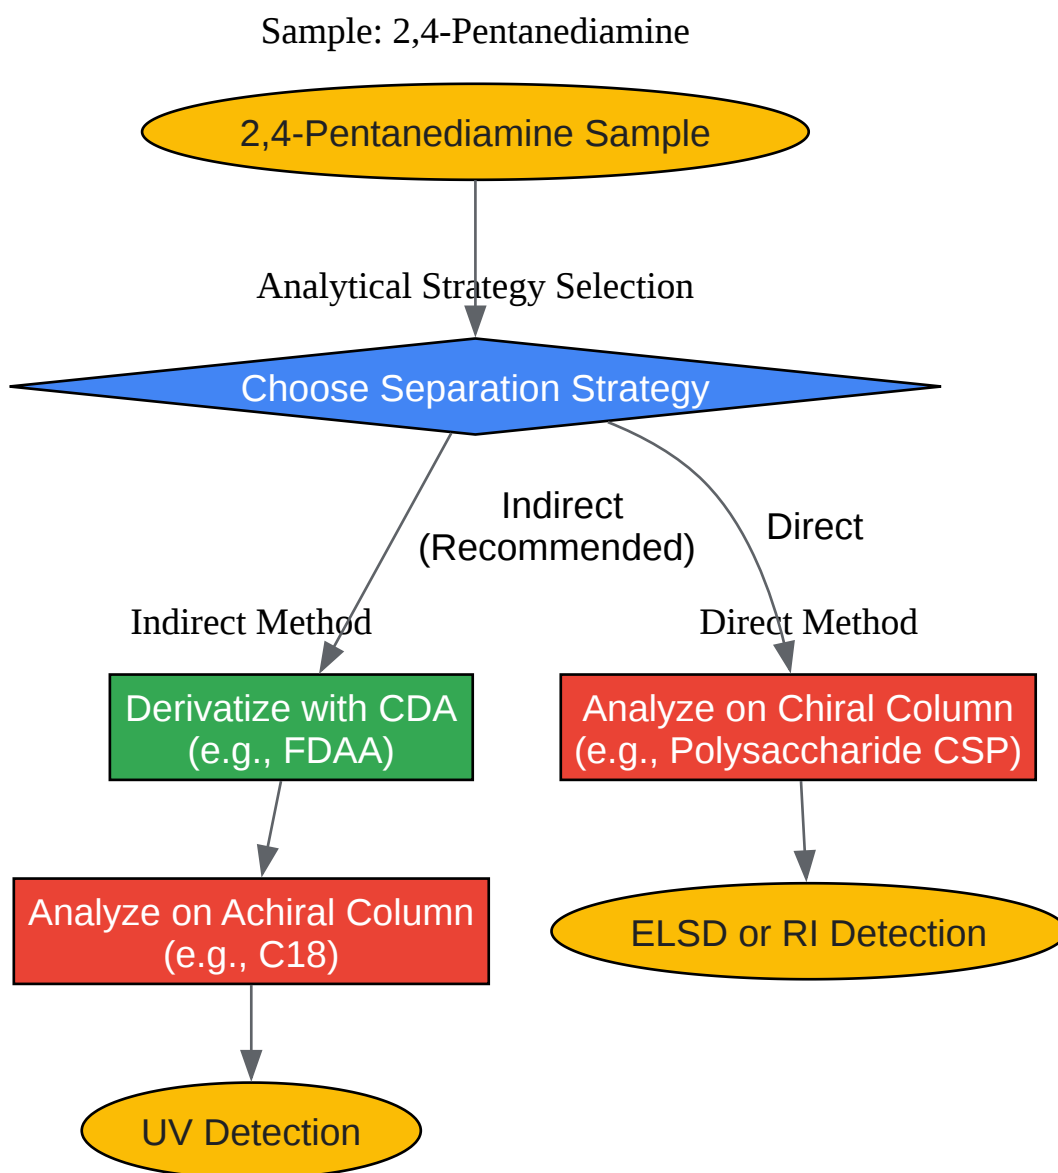 Sample: 2,4-Pentanediamine
2,4-Pentanediamine Sample
Analytical Strategy Selection
Choose Separation Strategy
Indirect
(Recommended)
Direct
Indirect Method
Direct Method
Derivatize with CDA
(e.g., FDAA)
Analyze on Chiral Column
(e.g., Polysaccharide CSP)
Analyze on Achiral Column
(e.g., C18)
ELSD or RI Detection
UV Detection